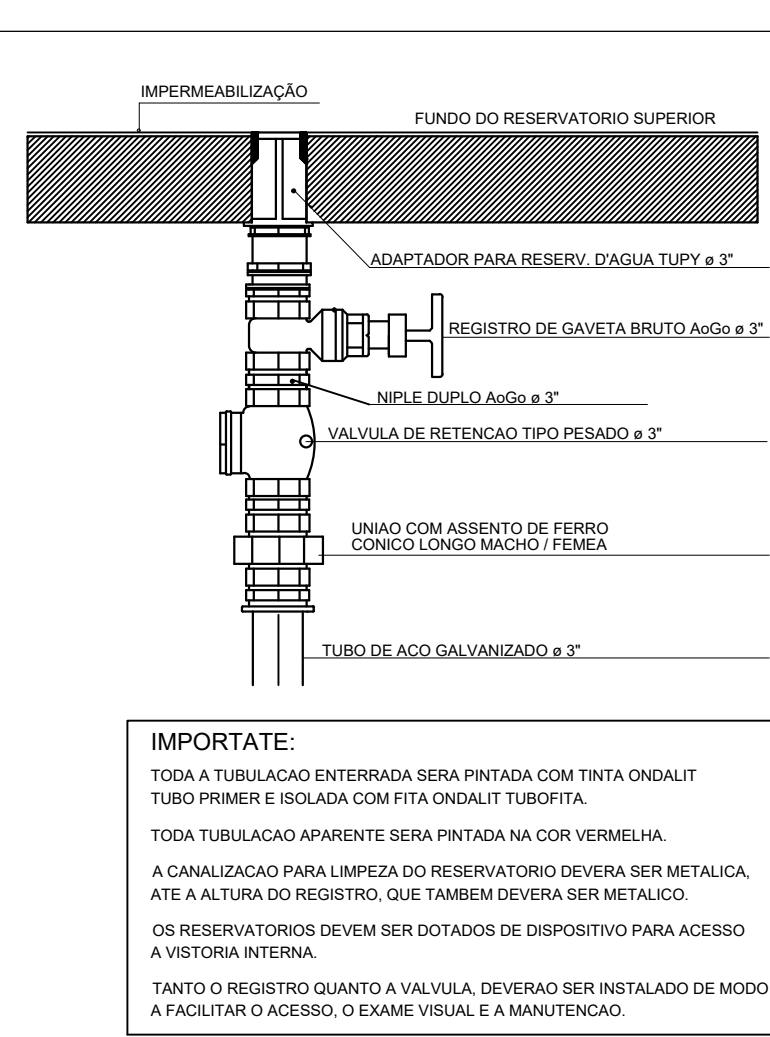 IMPERMEABILIZAÇÃO
FUNDO DO RESERVATORIO SUPERIOR
ADAPTADOR PARA RESERV. D'AGUA TUPY ø 3"
REGISTRO DE GAVETA BRUTO AoGo ø 3"
NIPLE DUPLO AoGo ø 3"
VALVULA DE RETENCAO TIPO PESADO ø 3"
UNIAO COM ASSENTO DE FERRO
CONICO LONGO MACHO / FEMEA
TUBO DE ACO GALVANIZADO ø 3"
IMPORTATE:
TODA A TUBULACAO ENTERRADA SERA PINTADA COM TINTA ONDALIT
TUBO PRIMER E ISOLADA COM FITA ONDALIT TUBOFITA.
TODA TUBULACAO APARENTE SERA PINTADA NA COR VERMELHA.
A CANALIZACAO PARA LIMPEZA DO RESERVATORIO DEVERA SER METALICA,
ATE A ALTURA DO REGISTRO, QUE TAMBEM DEVERA SER METALICO.
OS RESERVATORIOS DEVEM SER DOTADOS DE DISPOSITIVO PARA ACESSO
A VISTORIA INTERNA.
TANTO O REGISTRO QUANTO A VALVULA, DEVERAO SER INSTALADO DE MODO
A FACILITAR O ACESSO, O EXAME VISUAL E A MANUTENCAO.